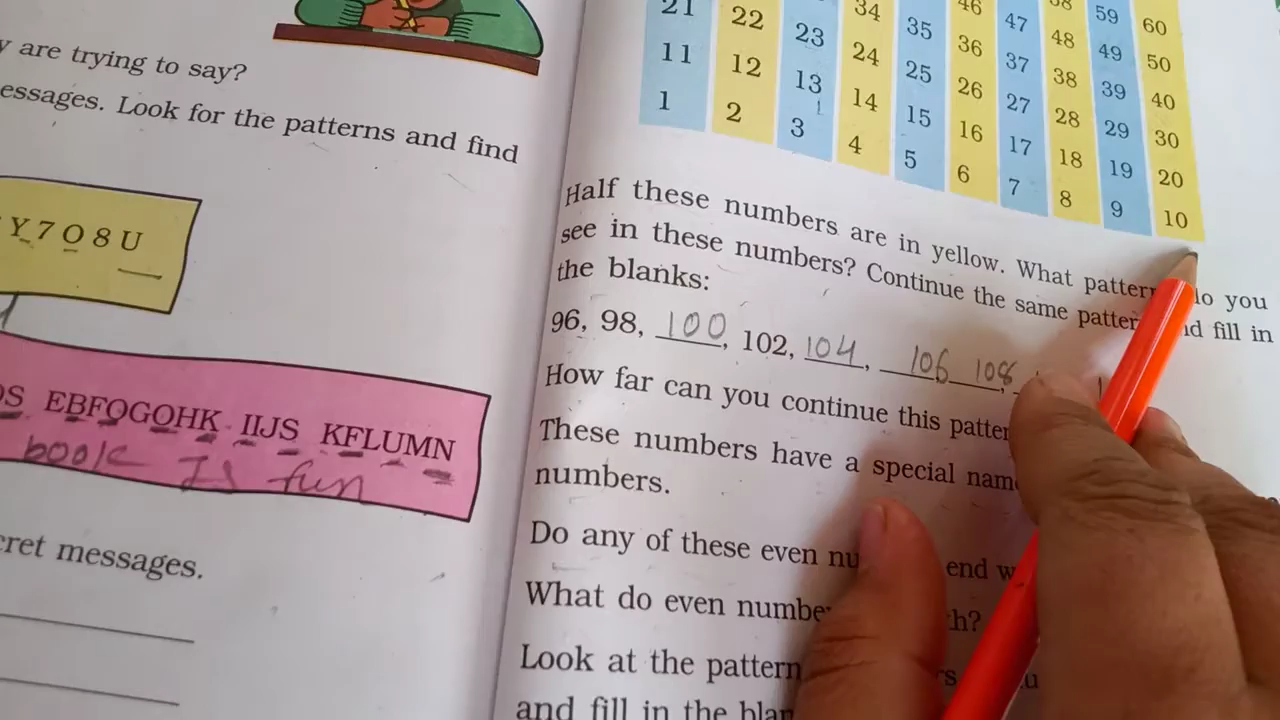 y are trying to say?
essages. Look for the patterns and find
Y 7 O 8 U
OS EBFOGOHK IIJS KFLUMN
book Is fun
cret messages.
21 22 23 34 35 46 47 58 59 60
11 12 13 24 25 36 37 48 49 50
1 2 3 14 15 26 27 38 39 40
4 5 16 17 28 29 30
6 7 18 19 20
8 9 10
Half these numbers are in yellow. What pattern do you
see in these numbers? Continue the same pattern and fill in
the blanks:
96, 98, 100, 102, 104, 106 108,
How far can you continue this patter
These numbers have a special nam
numbers.
Do any of these even nu end w
What do even number h?
Look at the pattern s u
and fill in the blan